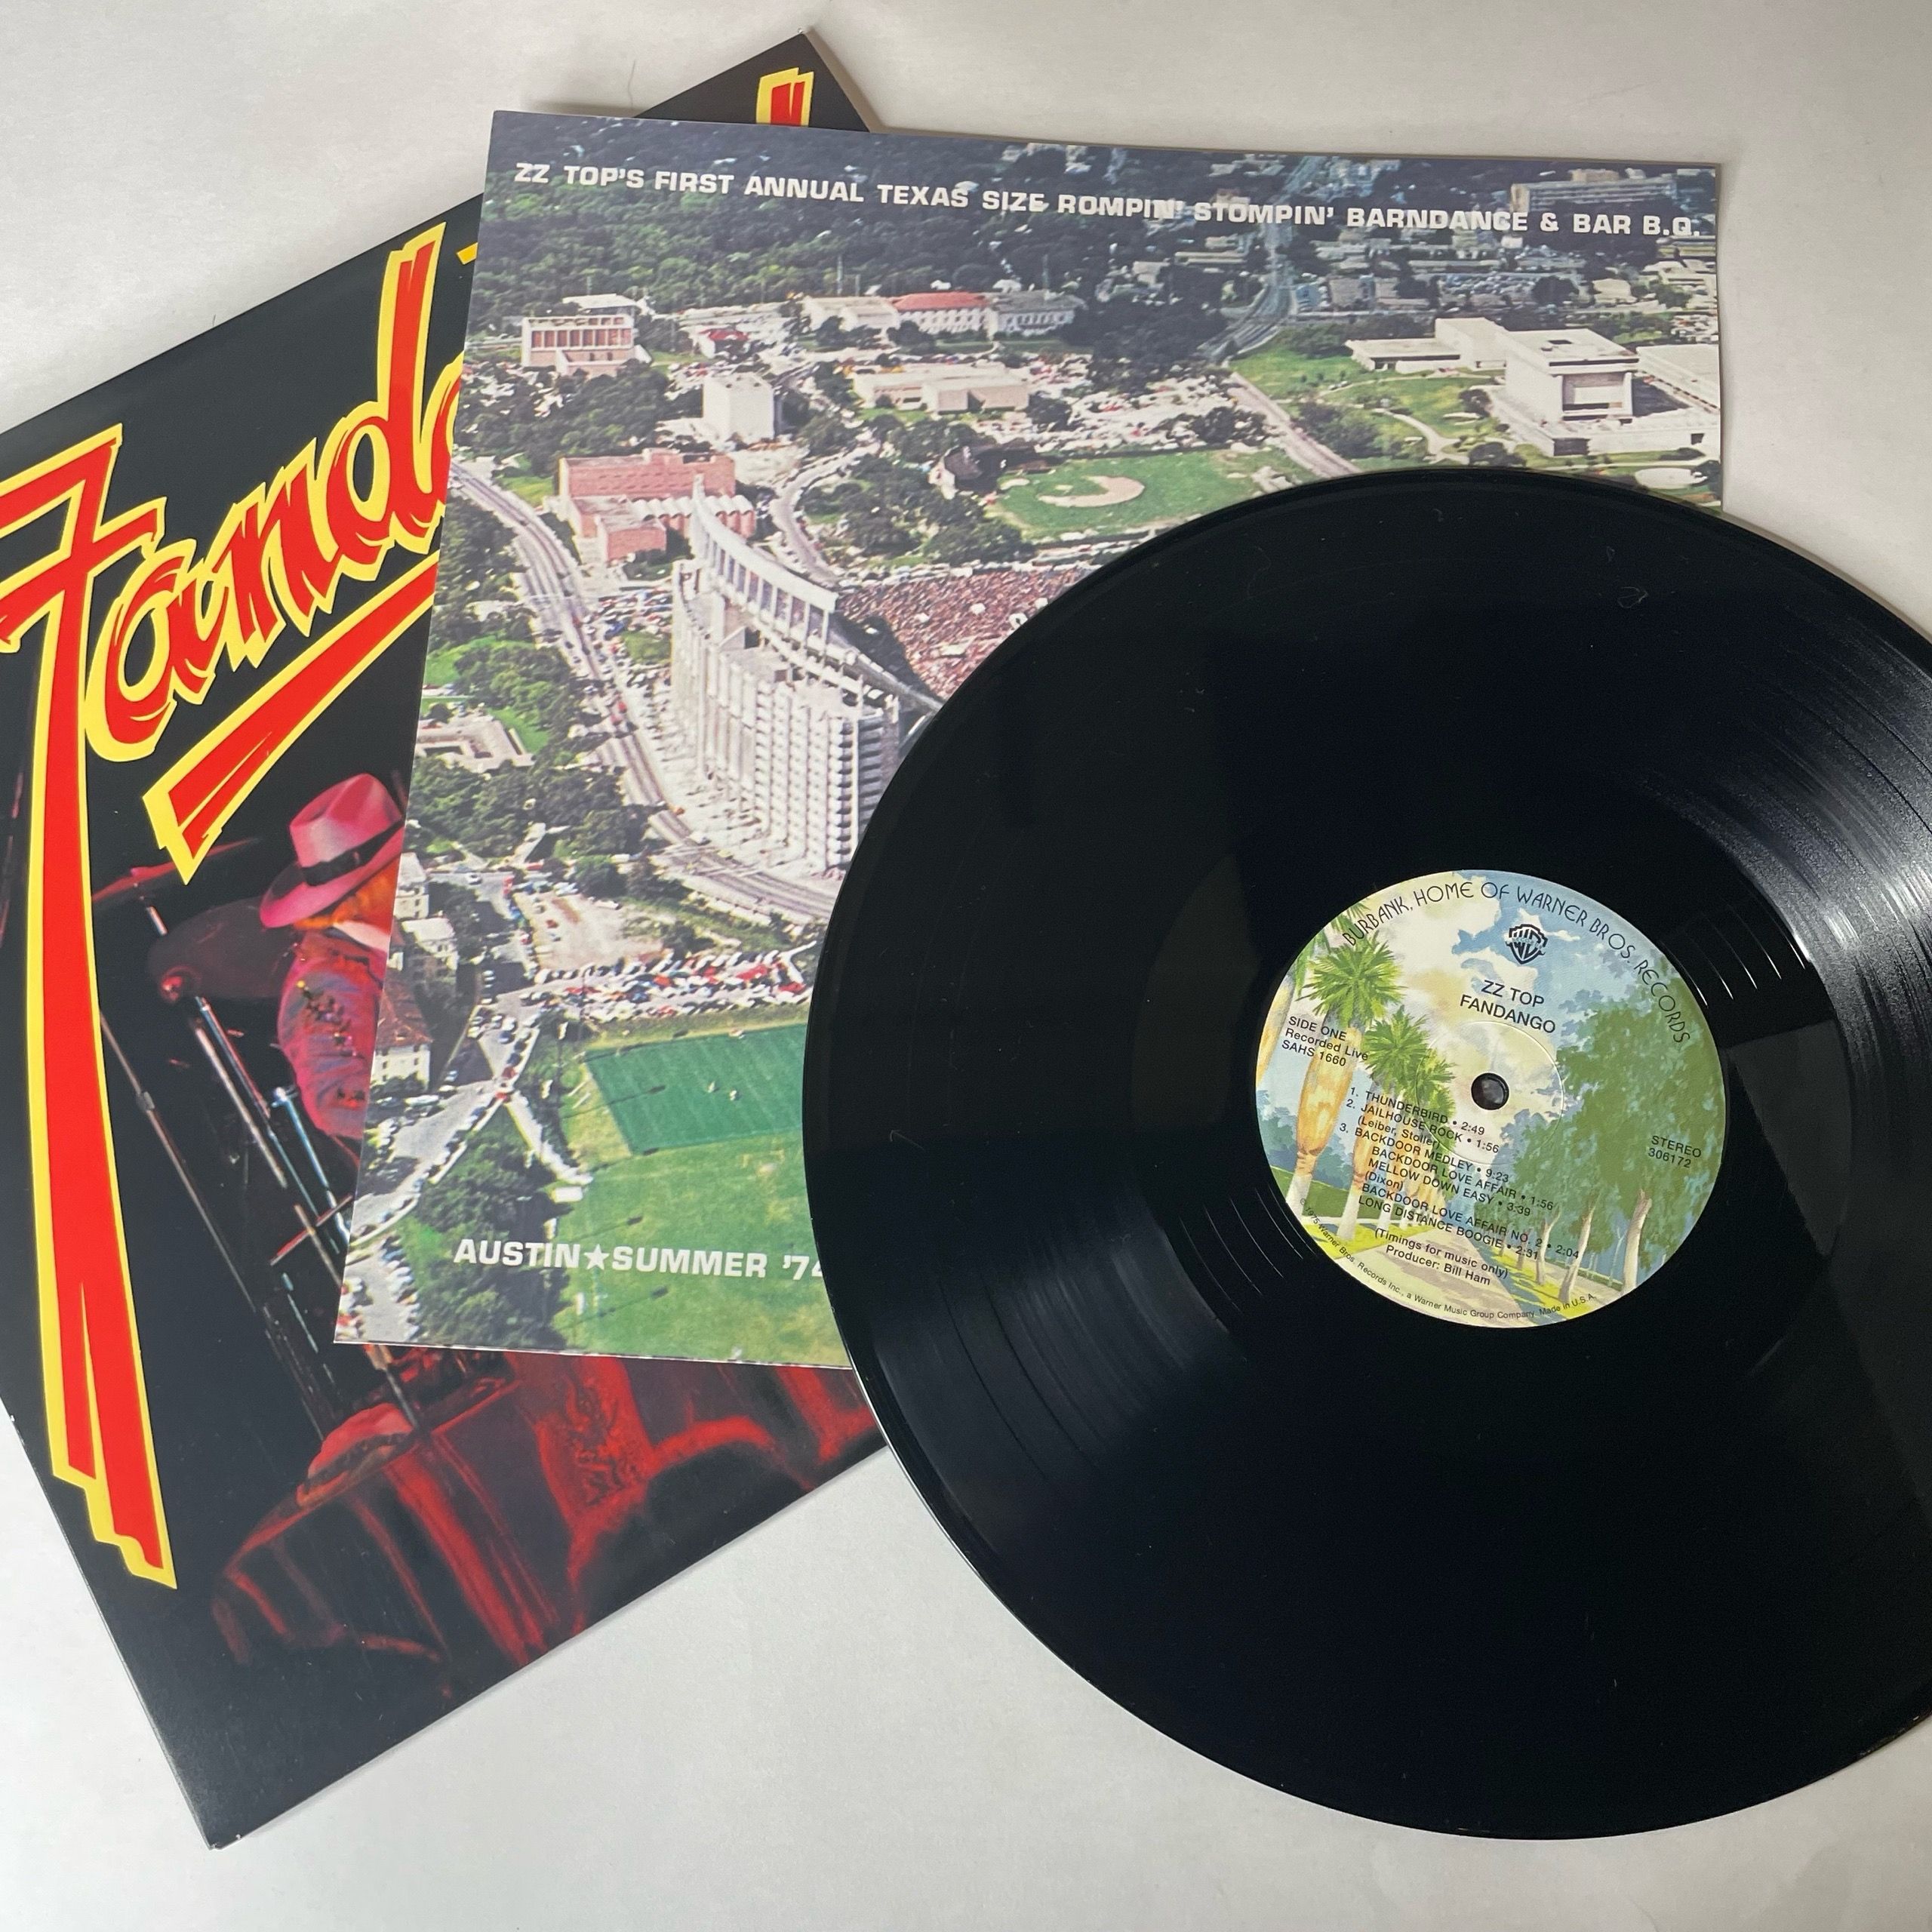 Fand
ZZ TOP'S FIRST ANNUAL TEXAS SIZE ROMPIN' STOMPIN' BARNDANCE & BAR B.Q.
AUSTIN★SUMMER '74
BURBANK, HOME OF WARNER BROS. RECORDS
ZZ TOP
FANDANGO
SIDE ONE
Recorded Live
SAHS 1660
STEREO
306172
1. THUNDERBIRD • 2:49
2. JAILHOUSE ROCK • 1:56
(Leiber, Stoller)
3. BACKDOOR MEDLEY • 9:23
BACKDOOR LOVE AFFAIR • 1:56
MELLOW DOWN EASY • 3:39
(Dixon)
BACKDOOR LOVE AFFAIR NO. 2 • 2:04
LONG DISTANCE BOOGIE • 2:31
(Timings for music only)
Producer: Bill Ham
1975 Warner Bros. Records Inc., a Warner Music Group Company. Made in U.S.A.